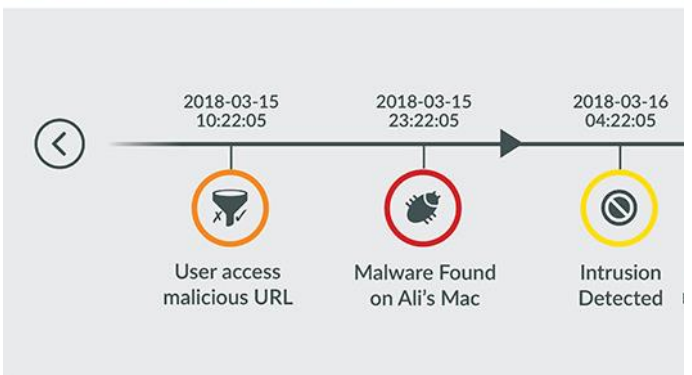 2018-03-15
10:22:05
2018-03-15
23:22:05
2018-03-16
04:22:05
User access
malicious URL
Malware Found
on Ali's Mac
Intrusion
Detected